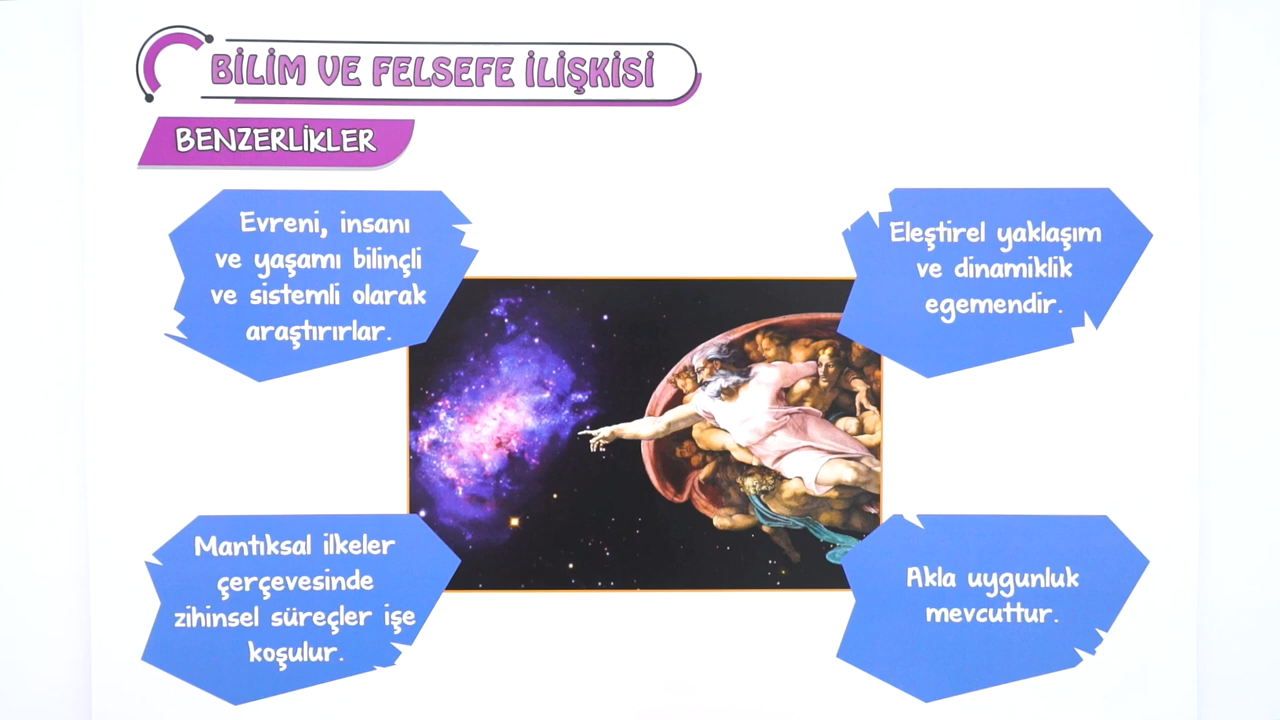 BİLİM VE FELSEFE İLİŞKİSİ
BENZERLİKLER
Evreni, insanı
ve yaşamı bilinçli
ve sistemli olarak
araştırırlar.
Eleştirel yaklaşım
ve dinamiklik
egemendir.
Mantıksal ilkeler
çerçevesinde
zihinsel süreçler işe
koşulur.
Akla uygunluk
mevcuttur.